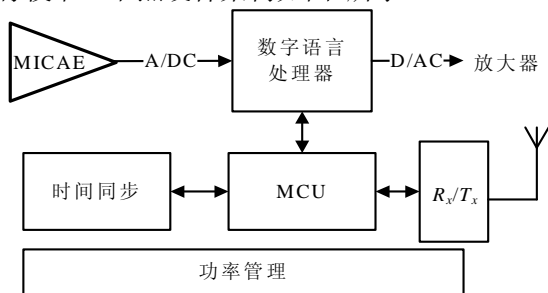 MICAE
A/DC
数字语言
处理器
D/AC
放大器
时间同步
MCU
Rx/Tx
功率管理